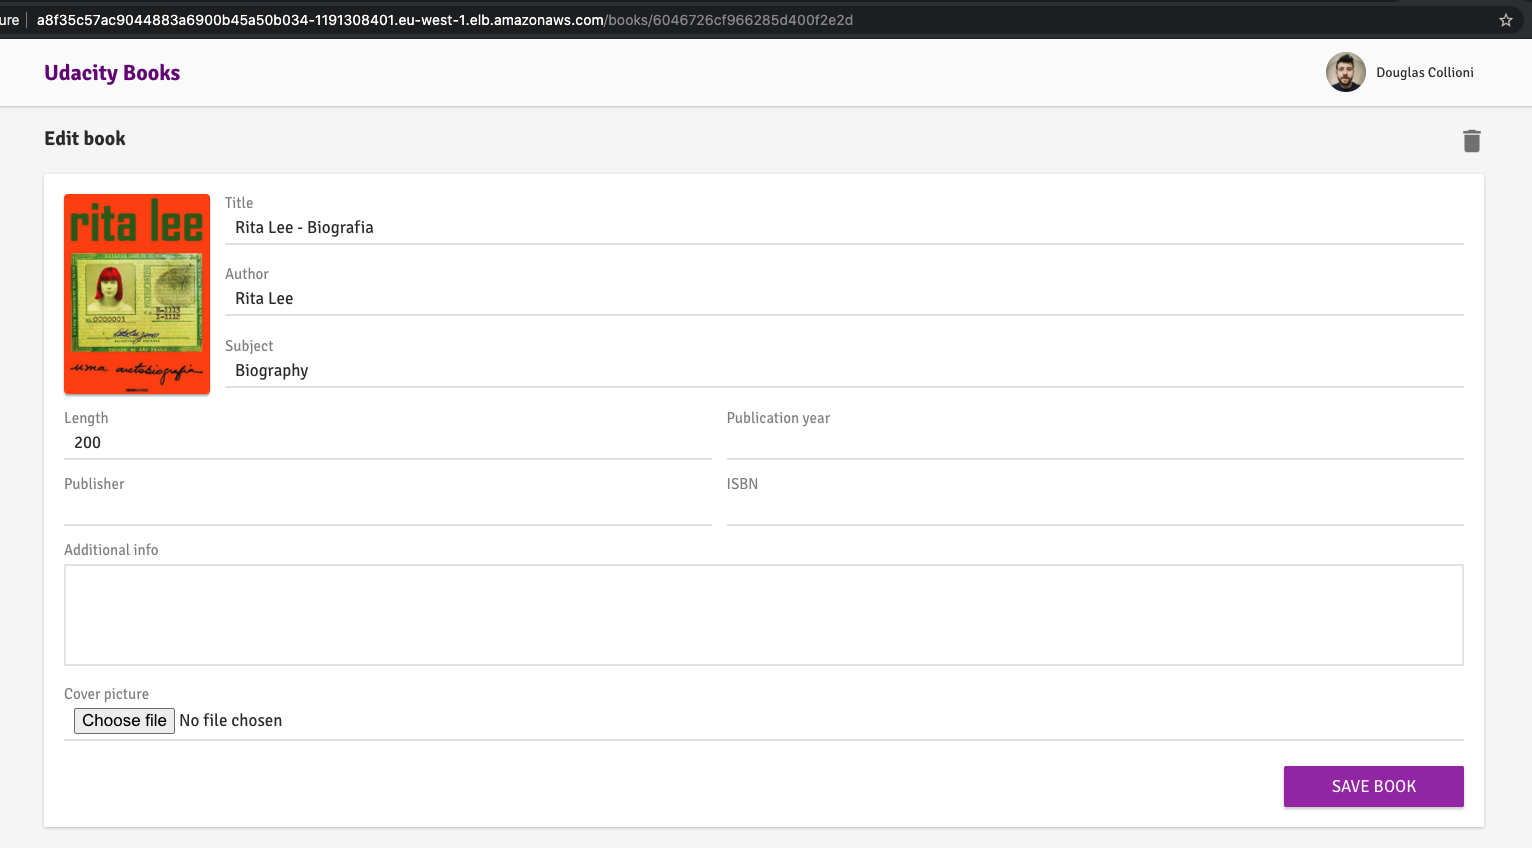 ure | a8f35c57ac9044883a6900b45a50b034-1191308401.eu-west-1.elb.amazonaws.com/books/6046726cf966285d400f2e2d
Udacity Books
Douglas Collioni
Edit book
rita lee
No.0000001
uma autobiografia
Title
Rita Lee - Biografia
Author
Rita Lee
Subject
Biography
Length
200
Publication year
Publisher
ISBN
Additional info
Cover picture
Choose file No file chosen
SAVE BOOK